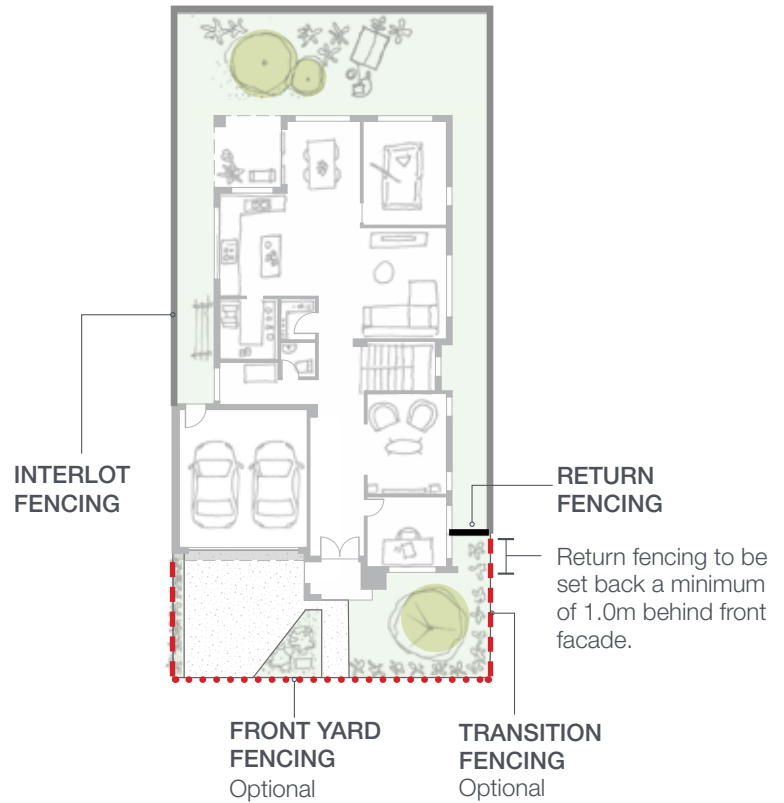 INTERLOT
FENCING
RETURN
FENCING
Return fencing to be
set back a minimum
of 1.0m behind front
facade.
FRONT YARD
FENCING
Optional
TRANSITION
FENCING
Optional